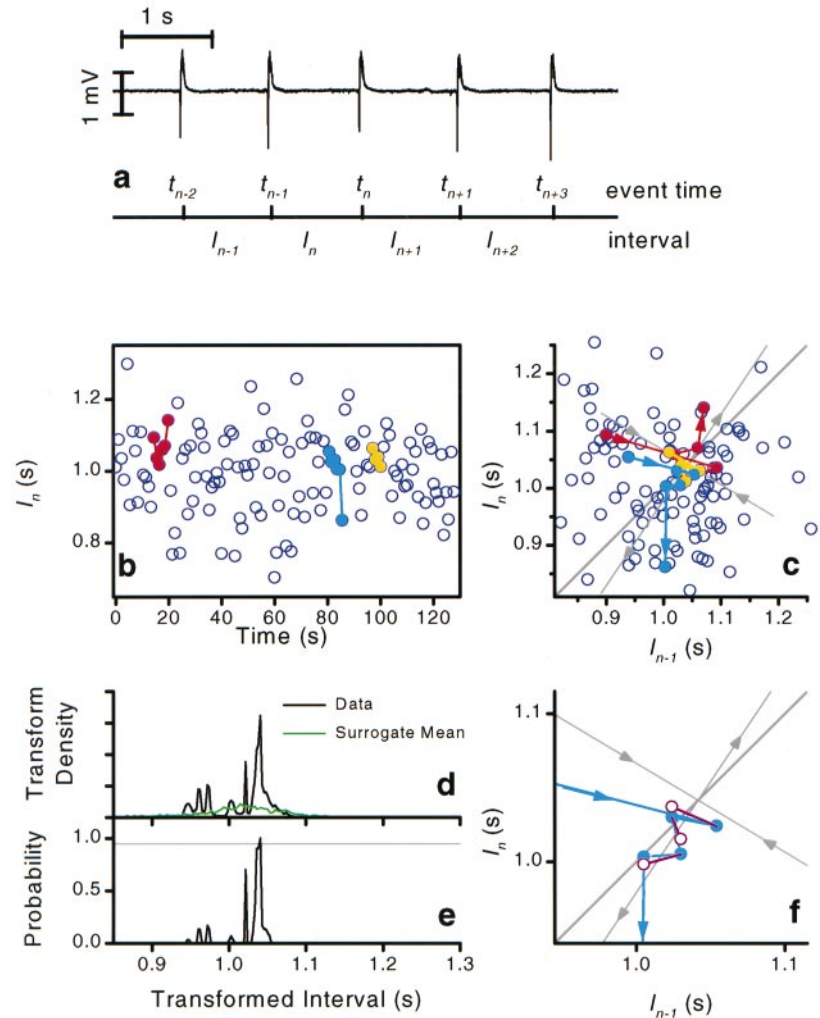 1 s
1 mV
a
t_{n-2} t_{n-1} t_n t_{n+1} t_{n+3} event time
I_{n-1} I_n I_{n+1} I_{n+2} interval
I_n (s)
1.2
1.0
0.8
b
0 20 40 60 80 100 120
Time (s)
I_n (s)
1.2
1.1
1.0
0.9
c
0.9 1.0 1.1 1.2
I_{n-1} (s)
Transform
Density
Data
Surrogate Mean
d
Probability
1.0
0.5
0.0
e
0.9 1.0 1.1 1.2 1.3
Transformed Interval (s)
I_n (s)
1.1
1.0
f
1.0 1.1
I_{n-1} (s)